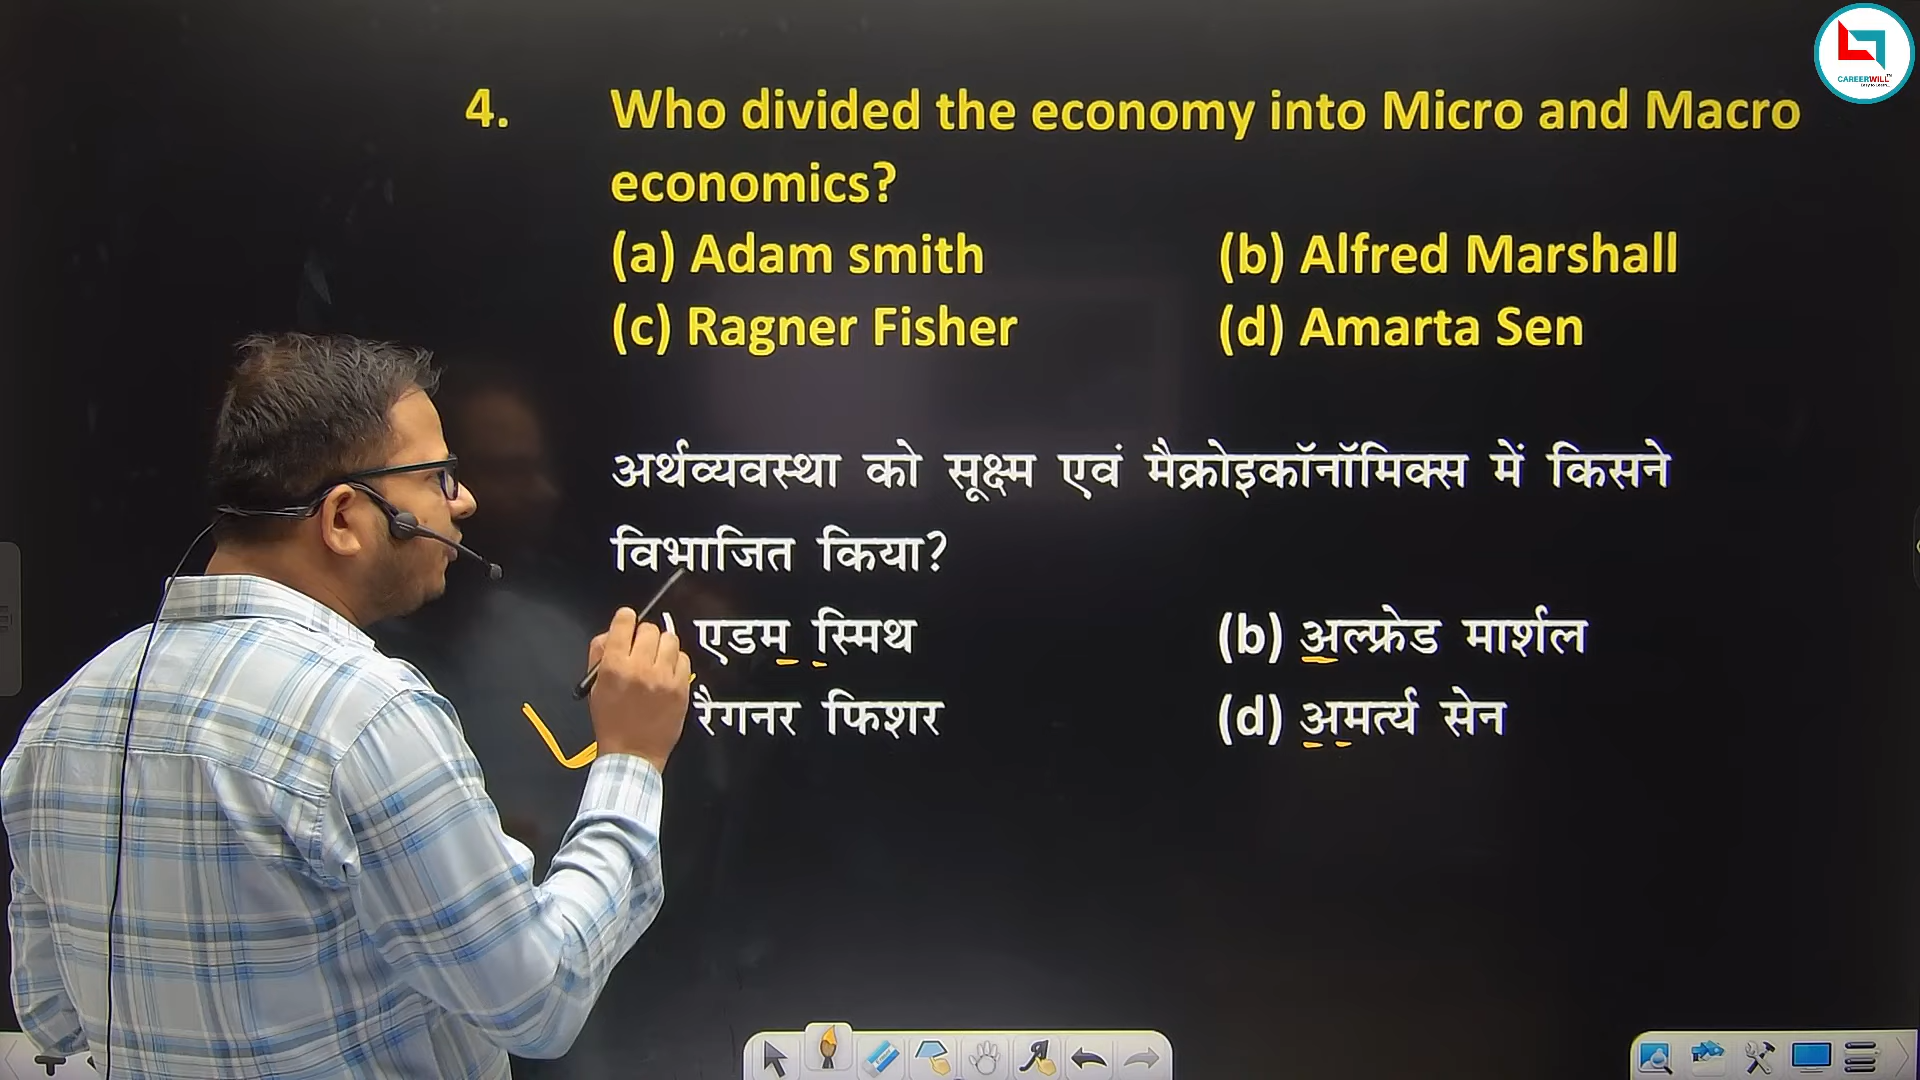 CAREERWILL
4. Who divided the economy into Micro and Macro
economics?
(a) Adam smith (b) Alfred Marshall
(c) Ragner Fisher (d) Amarta Sen
अर्थव्यवस्था को सूक्ष्म एवं मैक्रोइकॉनॉमिक्स में किसने
विभाजित किया?
) एडम स्मिथ (b) अल्फ्रेड मार्शल
रैगनर फिशर (d) अमर्त्य सेन